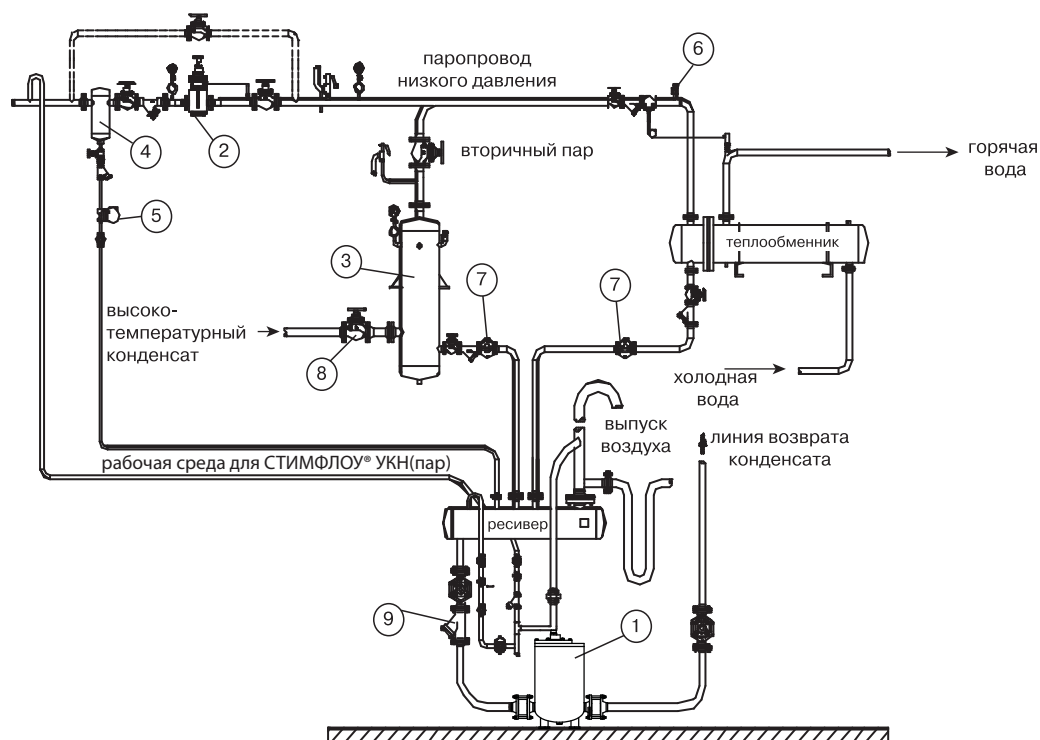 паропровод
низкого давления
6
4
2
вторичный пар
горячая
вода
5
теплообменник
3
7
7
высоко-
температурный
конденсат
8
холодная
вода
выпуск
воздуха
линия возврата
конденсата
рабочая среда для СТИМФЛОУ® УКН(пар)
ресивер
9
1